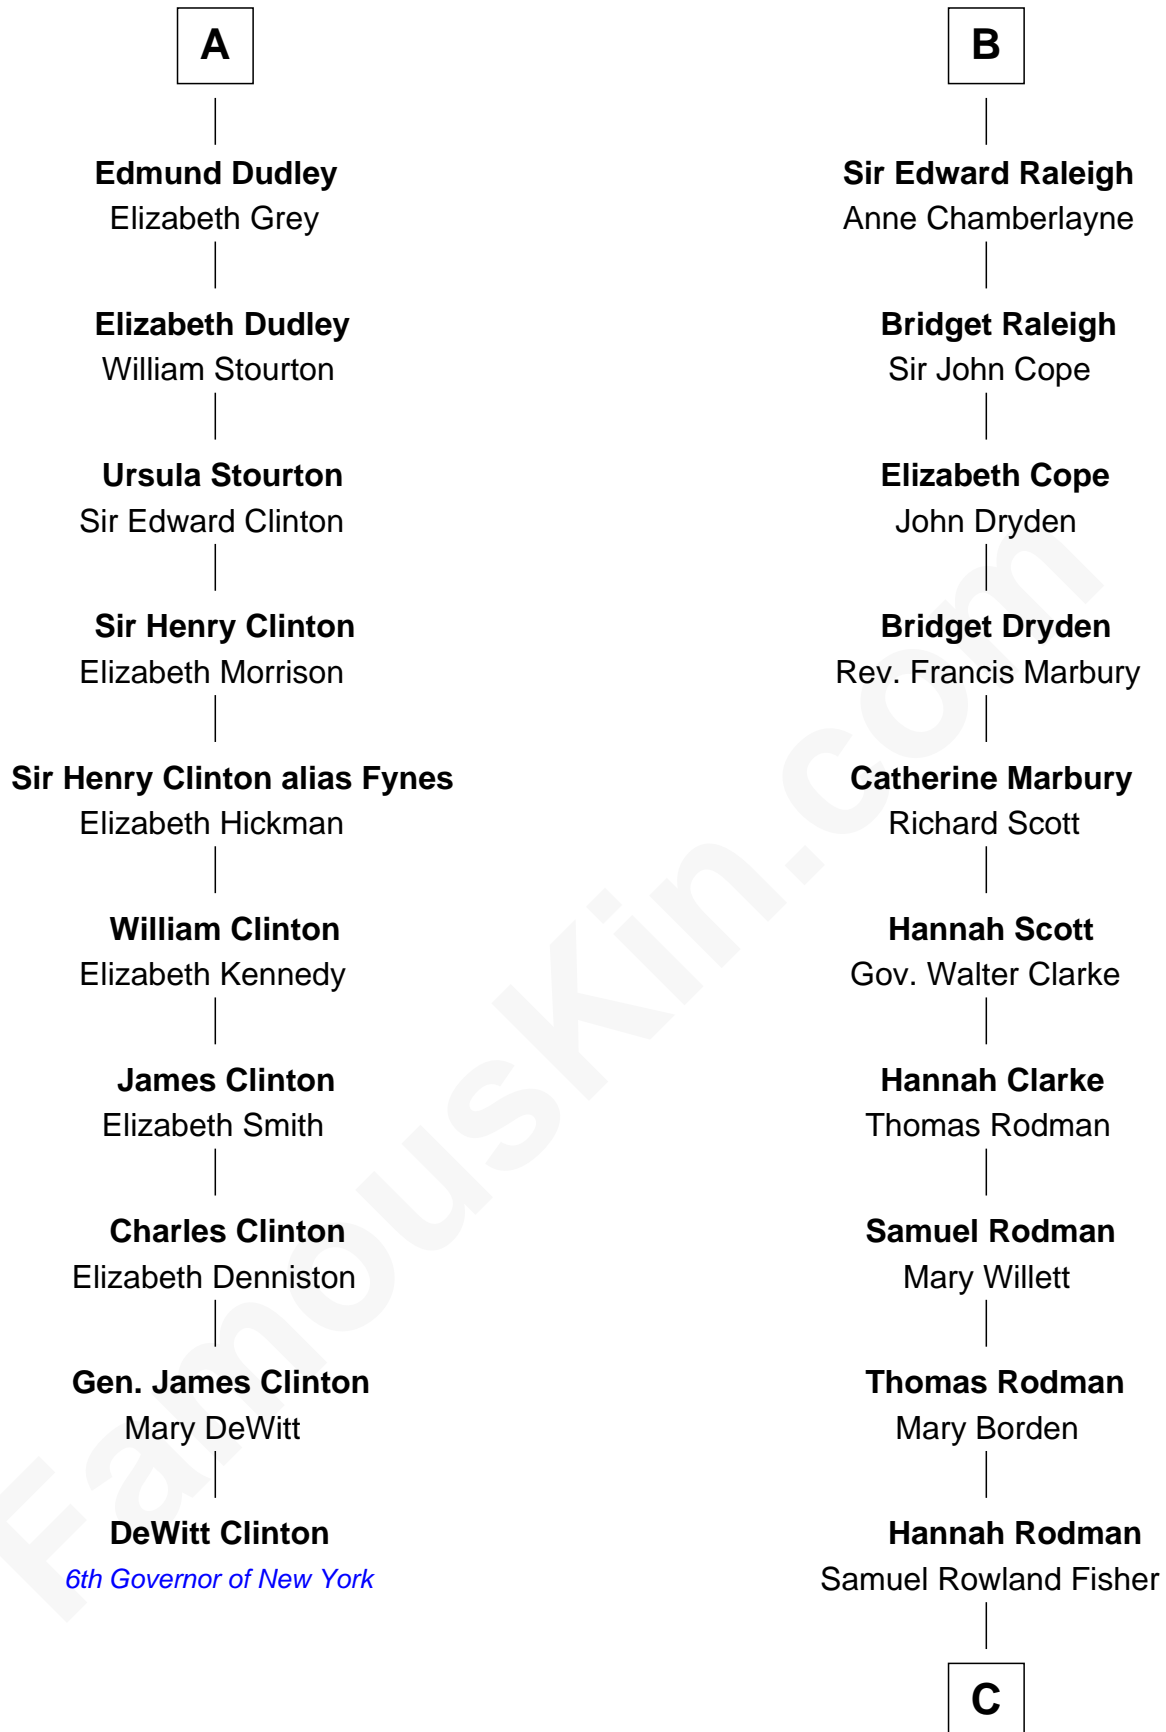 A
Edmund Dudley
Elizabeth Grey
Elizabeth Dudley
William Stourton
Ursula Stourton
Sir Edward Clinton
Sir Henry Clinton
Elizabeth Morrison
Sir Henry Clinton alias Fynes
Elizabeth Hickman
William Clinton
Elizabeth Kennedy
James Clinton
Elizabeth Smith
Charles Clinton
Elizabeth Denniston
Gen. James Clinton
Mary DeWitt
DeWitt Clinton
6th Governor of New York
B
Sir Edward Raleigh
Anne Chamberlayne
Bridget Raleigh
Sir John Cope
Elizabeth Cope
John Dryden
Bridget Dryden
Rev. Francis Marbury
Catherine Marbury
Richard Scott
Hannah Scott
Gov. Walter Clarke
Hannah Clarke
Thomas Rodman
Samuel Rodman
Mary Willett
Thomas Rodman
Mary Borden
Hannah Rodman
Samuel Rowland Fisher
C
FamousKin.com